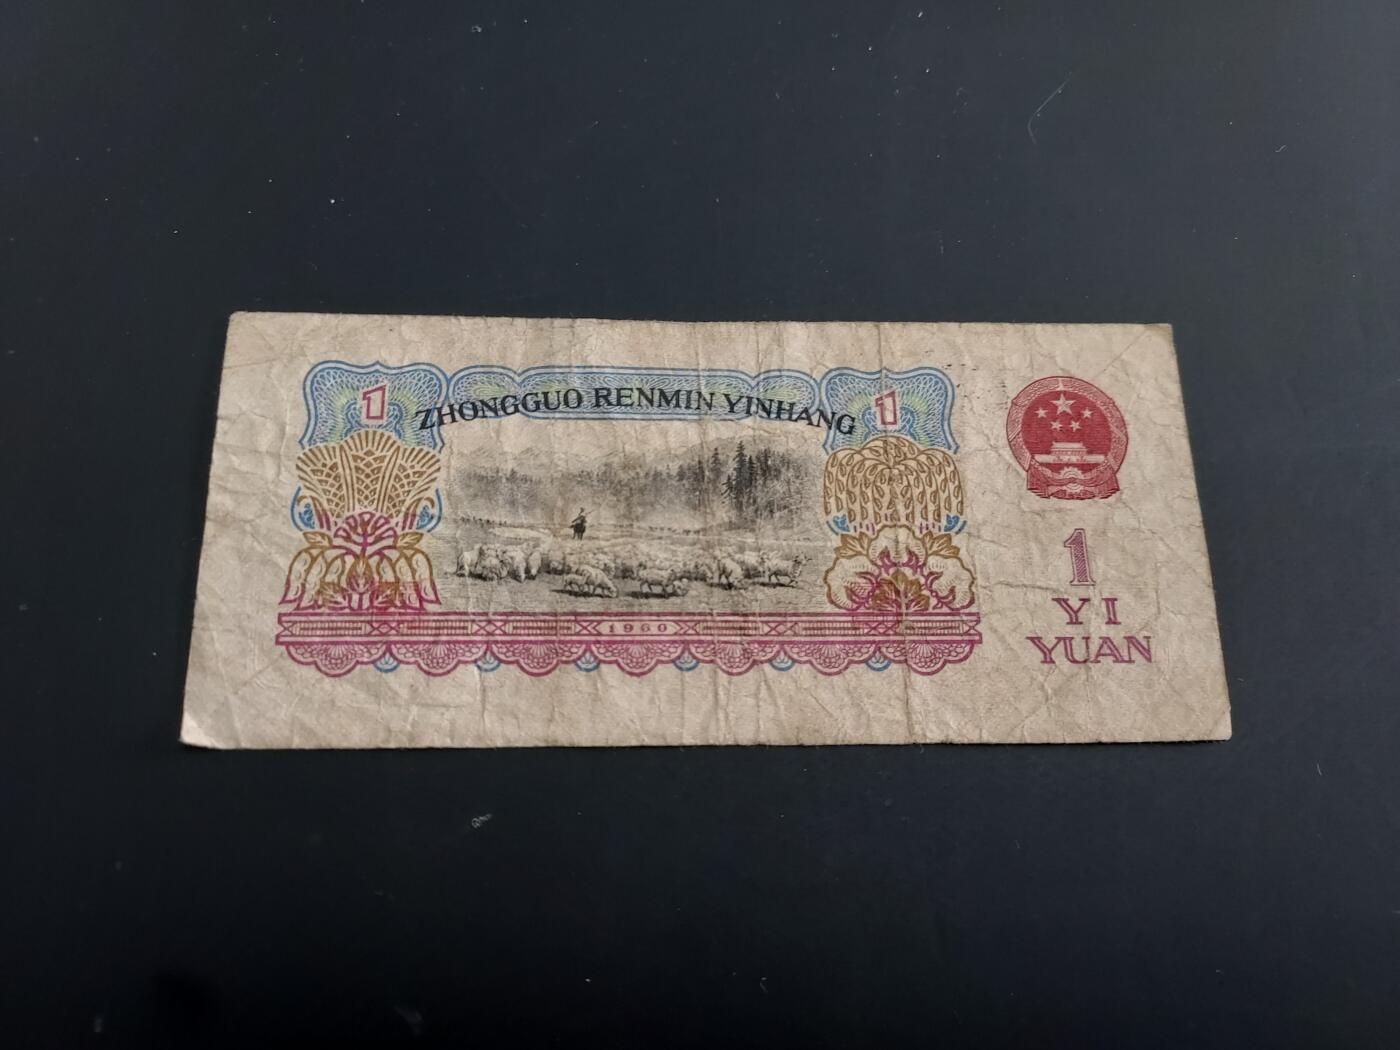 ZHONGGUO RENMIN YINHANG
1
1
1960
1
YI
YUAN